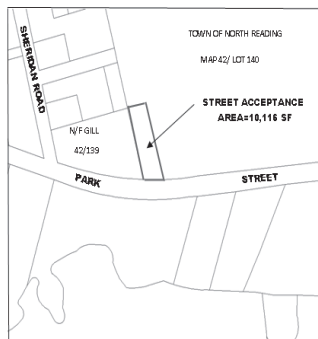 TOWN OF NORTH READING
MAP 42/ LOT 140
SHERIDAN ROAD
STREET ACCEPTANCE
AREA=10,116 SF
N/F GILL
42/139
PARK STREET